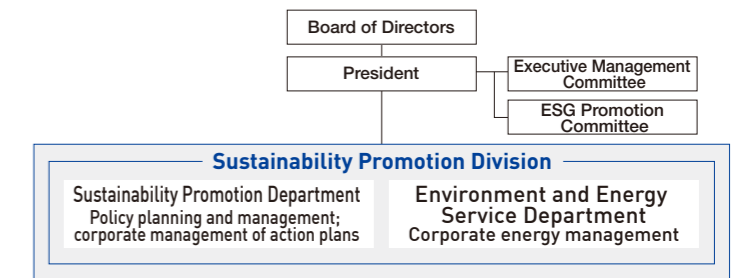 Board of Directors
President
Executive Management
Committee
ESG Promotion
Committee
Sustainability Promotion Division
Sustainability Promotion Department
Policy planning and management;
corporate management of action plans
Environment and Energy
Service Department
Corporate energy management